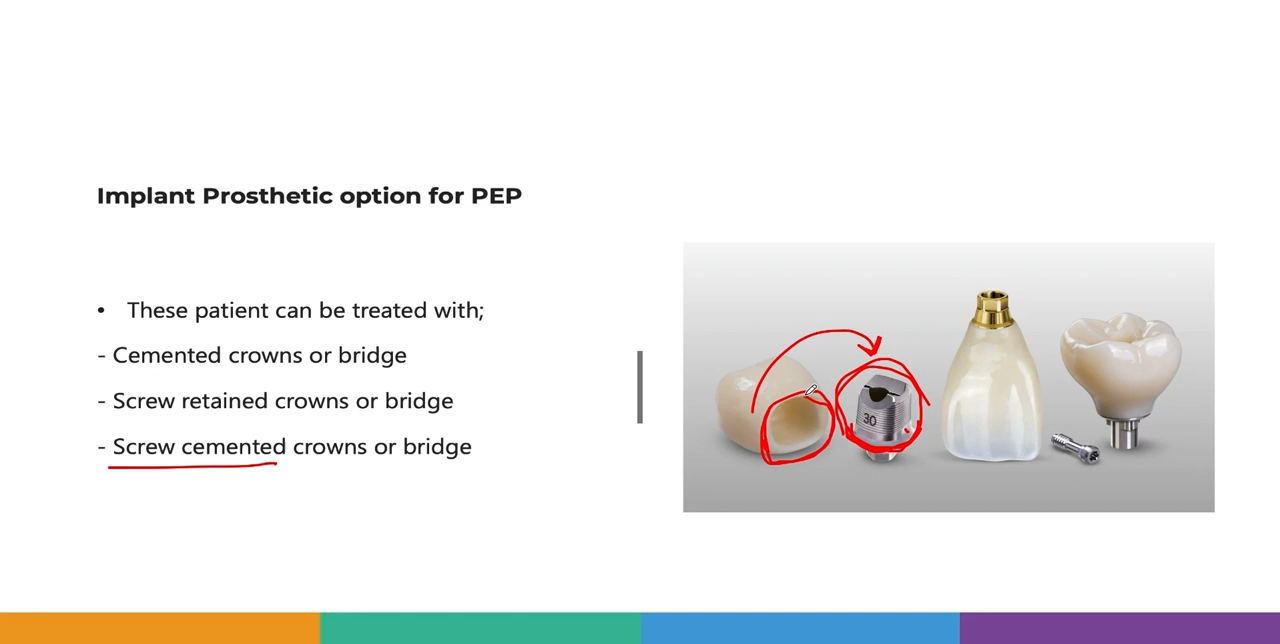 Implant Prosthetic option for PEP
• These patient can be treated with;
- Cemented crowns or bridge
- Screw retained crowns or bridge
- Screw cemented crowns or bridge
30